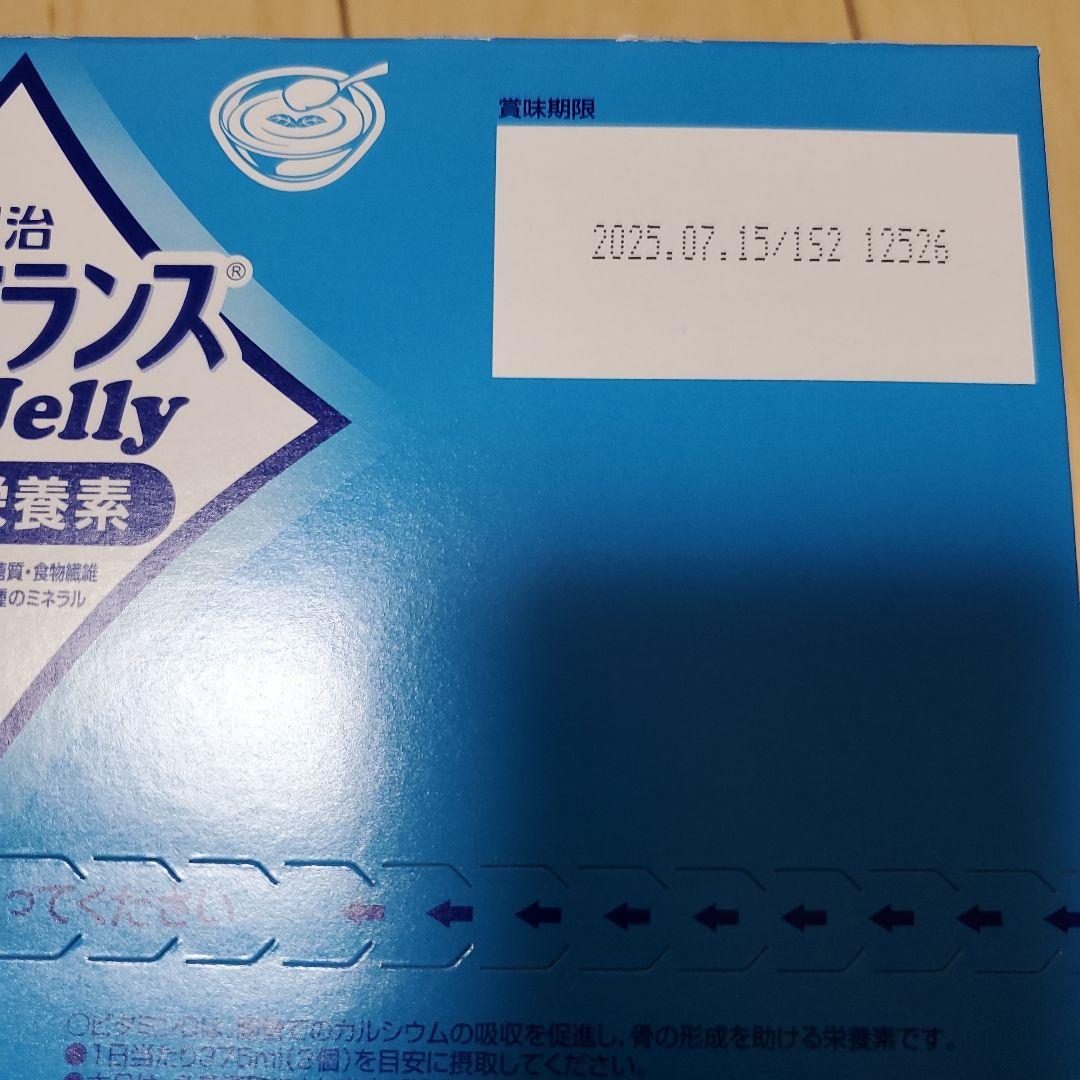 賞味期限
2025.07.15/1S2 12526
治
ランス®
Jelly
養素
質・食物繊維
のミネラル
ってください
○ビタミンDは、腸管でのカルシウムの吸収を促進し、骨の形成を助ける栄養素です。
●1日当たり375ml(3個)を目安に摂取してください。